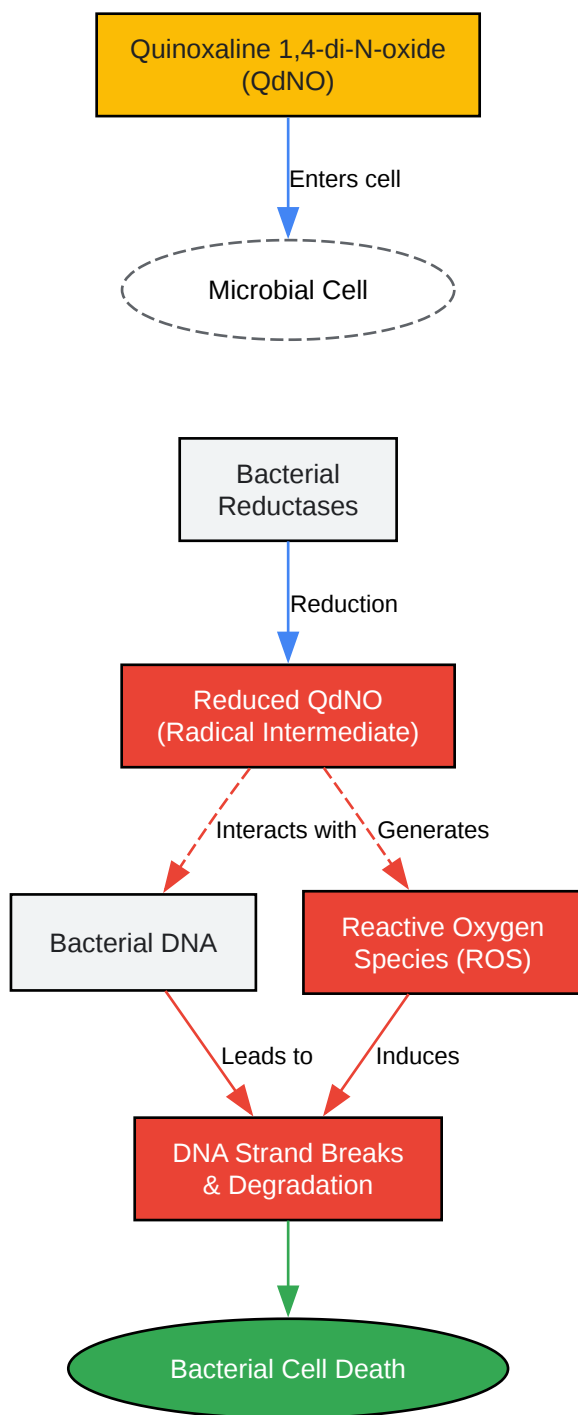 Quinoxaline 1,4-di-N-oxide
(QdNO)
Enters cell
Microbial Cell
Bacterial
Reductases
Reduction
Reduced QdNO
(Radical Intermediate)
Interacts with
Generates
Bacterial DNA
Reactive Oxygen
Species (ROS)
Leads to
Induces
DNA Strand Breaks
& Degradation
Bacterial Cell Death